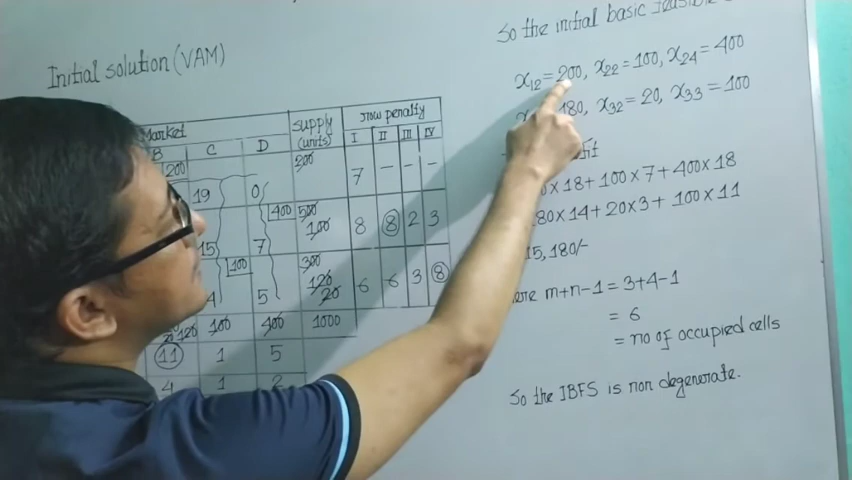 Initial solution (VAM)
Market supply row penalty
B C D (units) I II III IV
200 19 0 200 7 - - -
15 7 400 500 100 8 8 2 3
100 5 300 120 20 6 6 3 8
120 100 400 1000
11 1 5
4 1 2
So the initial basic
x12 = 200, x22 = 100, x24 = 400
180, x32 = 20, x33 = 100
x18 + 100 x 7 + 400 x 18
80 x 14 + 20 x 3 + 100 x 11
15,180/-
m+n-1 = 3+4-1
= 6
= no of occupied cells
So the IBFS is non degenerate.